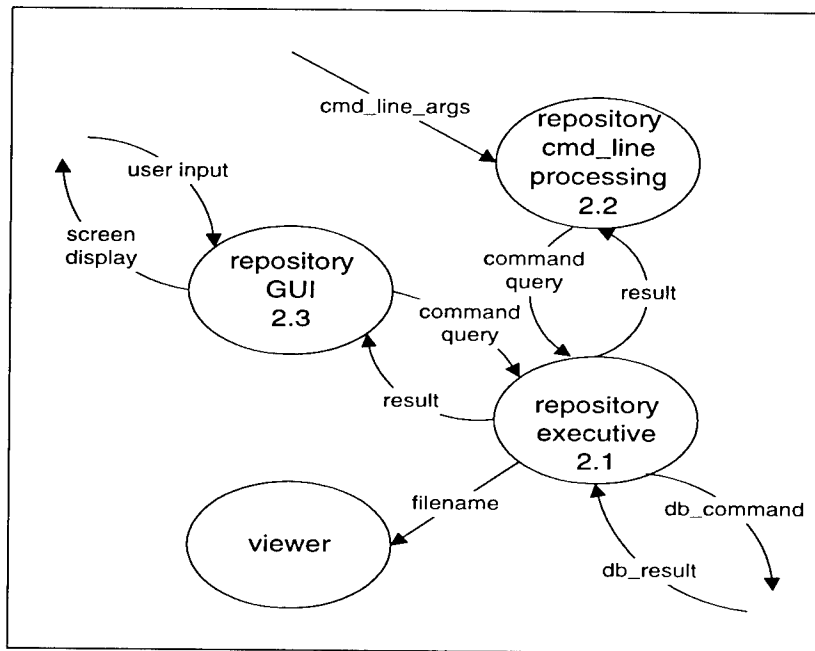 cmd_line_args
repository
cmd_line
processing
2.2
user input
screen
display
repository
GUI
2.3
command
query
result
command
query
result
repository
executive
2.1
filename
viewer
db_command
db_result